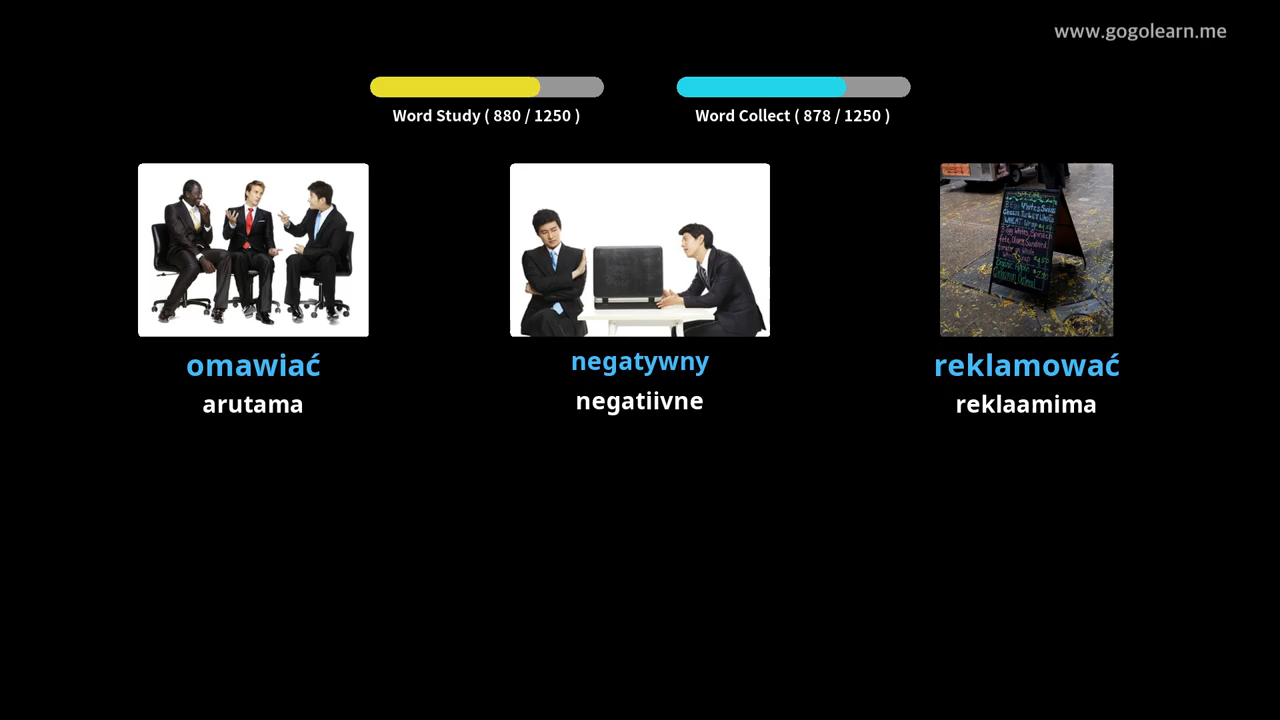 www.gogolearn.me
Word Study ( 880 / 1250 )
Word Collect ( 878 / 1250 )
omawiać
arutama
negatywny
negatiivne
reklamować
reklaamima